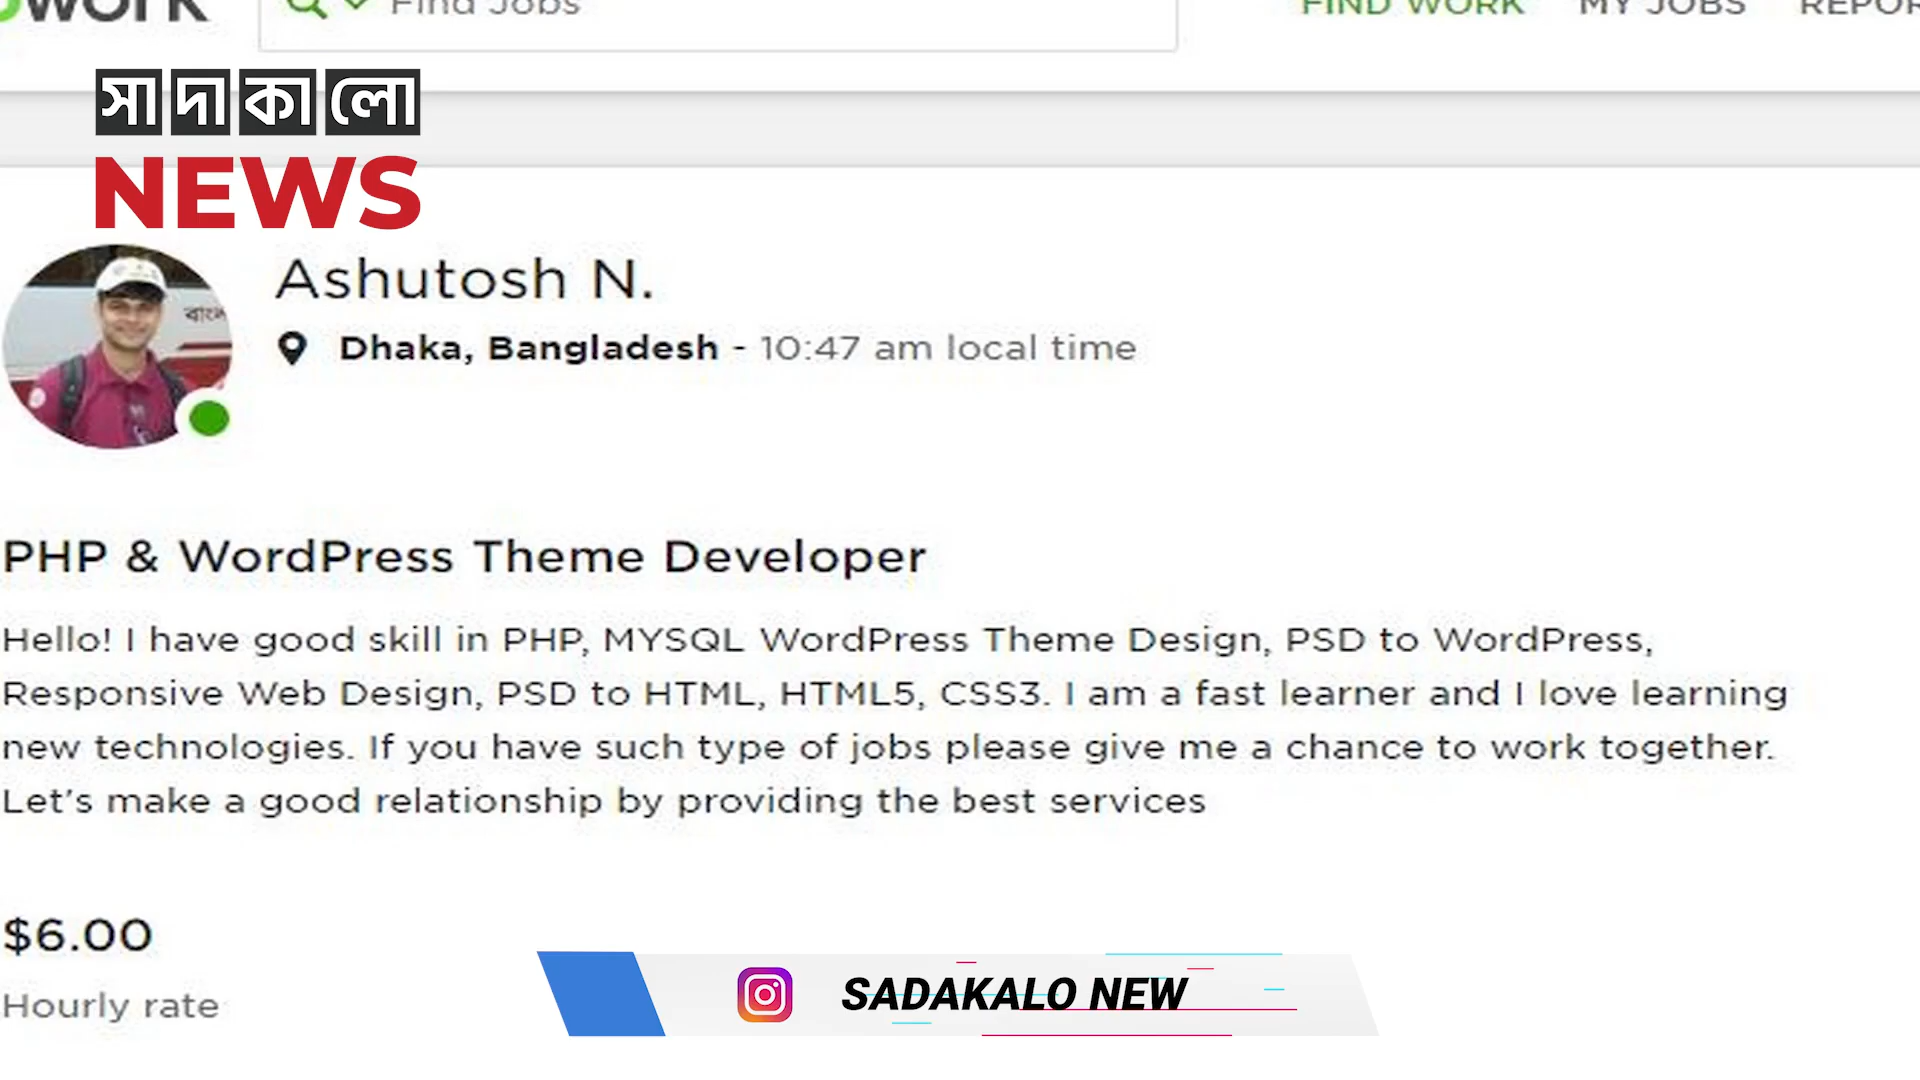 Find Jobs
FIND WORK MY JOBS
সাদাকালো
NEWS
Ashutosh N.
Dhaka, Bangladesh - 10:47 am local time
PHP & WordPress Theme Developer
Hello! I have good skill in PHP, MYSQL WordPress Theme Design, PSD to WordPress,
Responsive Web Design, PSD to HTML, HTML5, CSS3. I am a fast learner and I love learning
new technologies. If you have such type of jobs please give me a chance to work together.
Let's make a good relationship by providing the best services
$6.00
Hourly rate
SADAKALO NEW